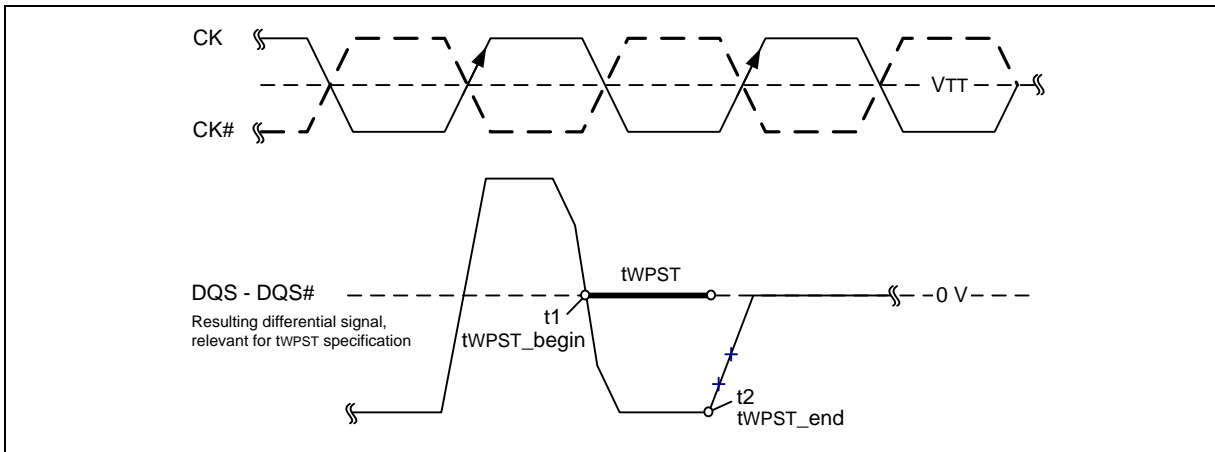 CK
VTT
CK#
tWPST
DQS - DQS#
0 V
Resulting differential signal,
relevant for tWPST specification
t1
tWPST_begin
t2
tWPST_end